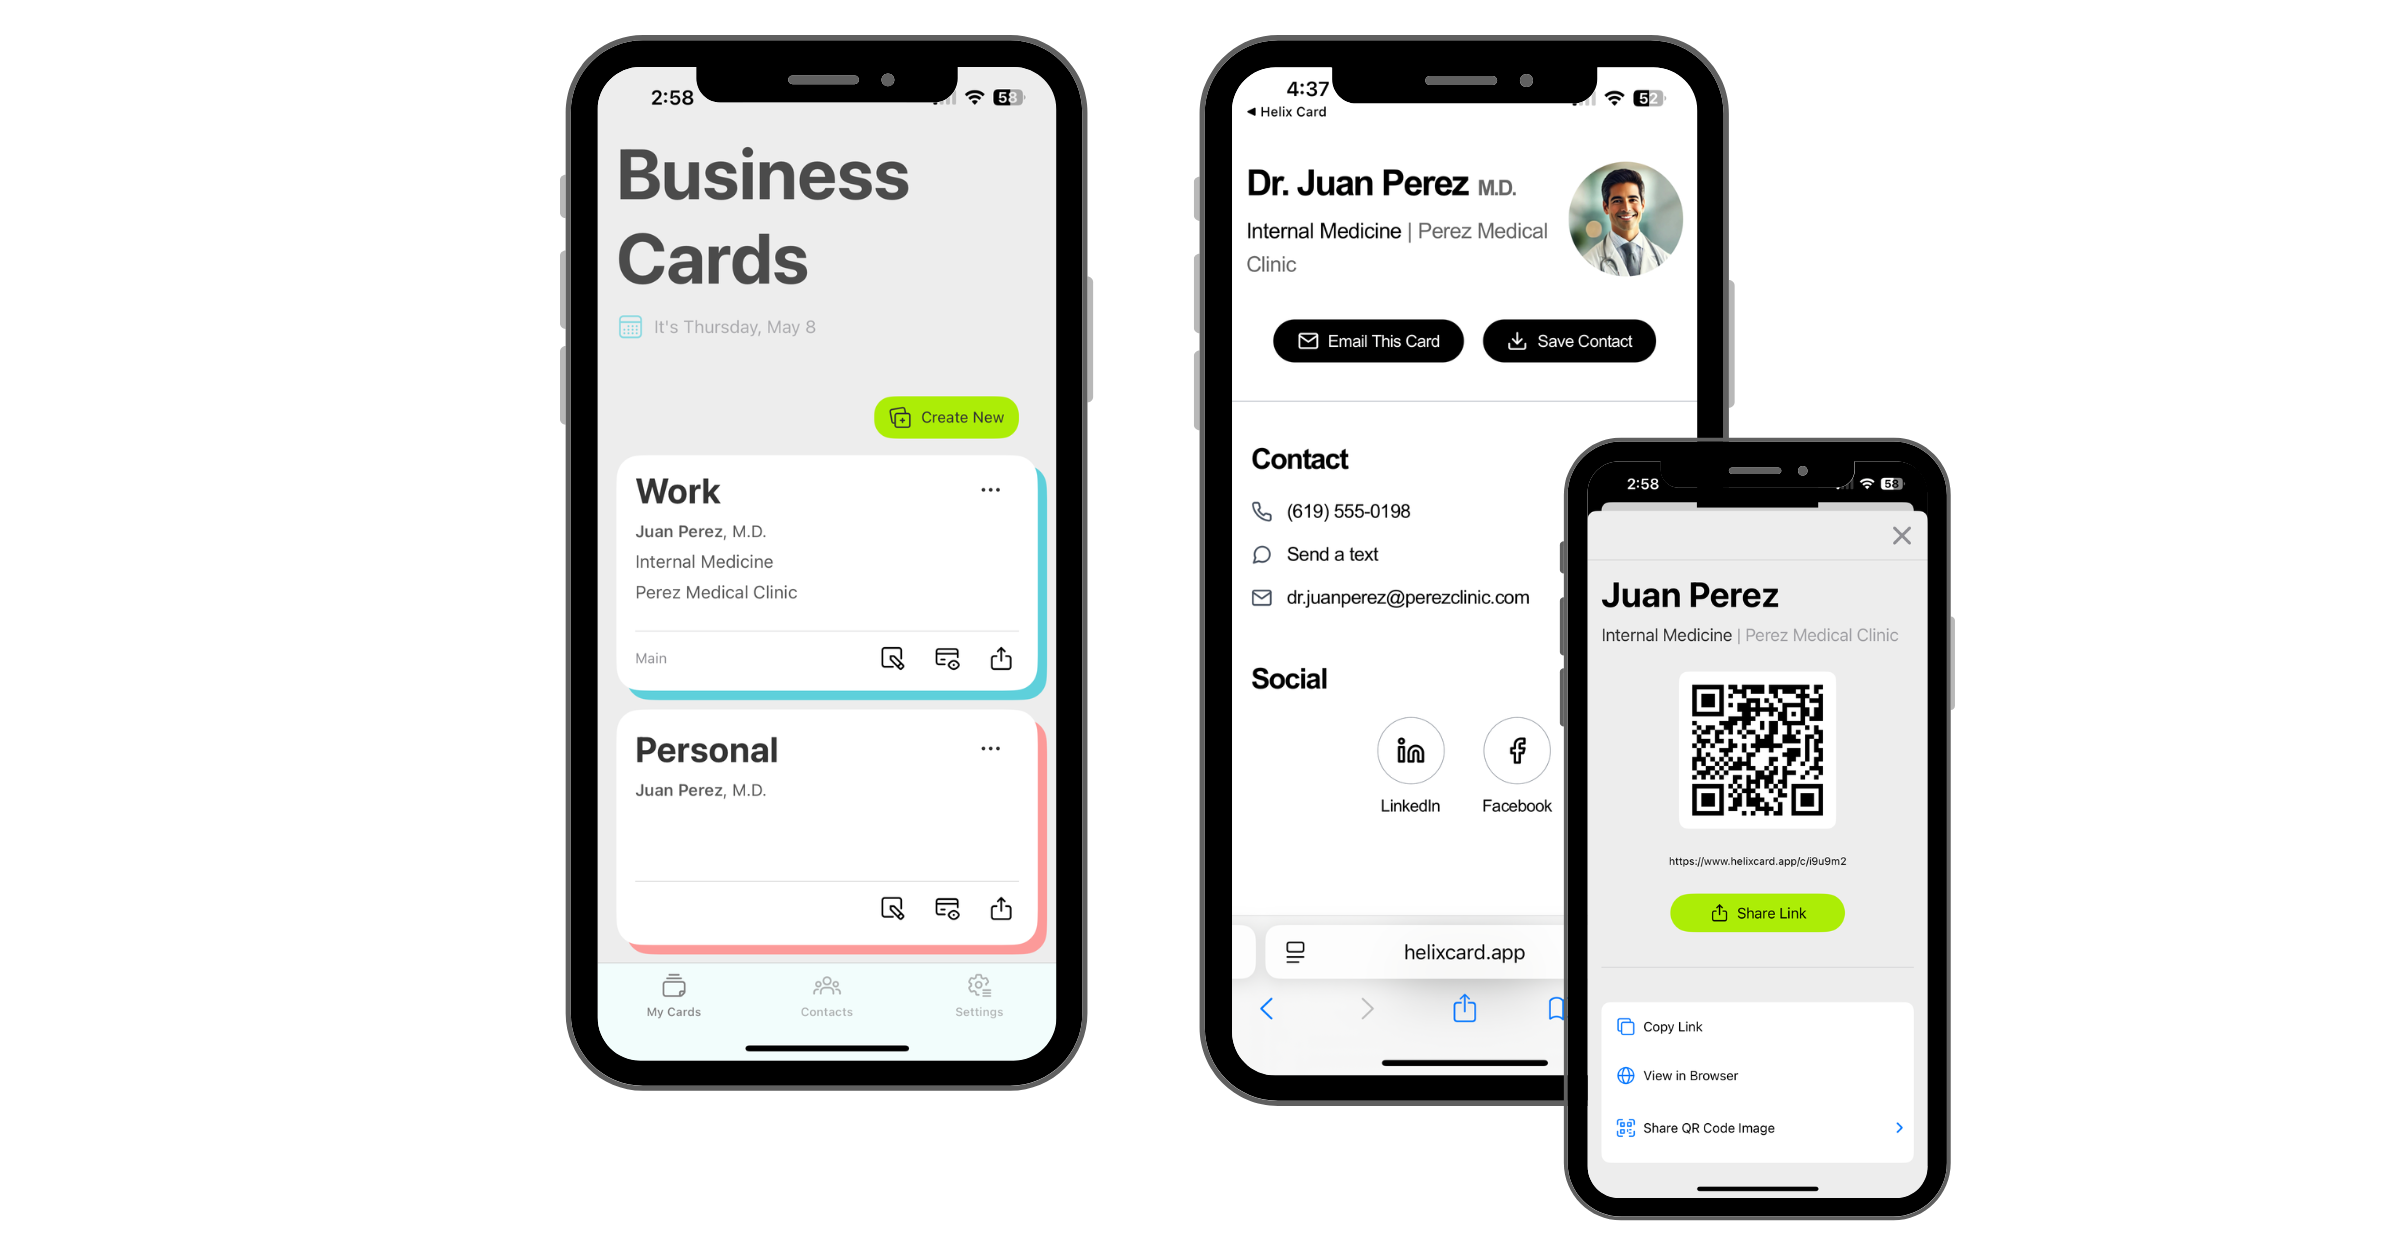 2:58
58
Business
Cards
It's Thursday, May 8
Create New
Work
Juan Perez, M.D.
Internal Medicine
Perez Medical Clinic
Main
Personal
Juan Perez, M.D.
My Cards
Contacts
Settings
4:37
52
Helix Card
Dr. Juan Perez M.D.
Internal Medicine | Perez Medical
Clinic
Email This Card
Save Contact
Contact
(619) 555-0198
Send a text
dr.juanperez@perezclinic.com
Social
LinkedIn
Facebook
helixcard.app
2:58
58
Juan Perez
Internal Medicine | Perez Medical Clinic
https://www.helixcard.app/c/i9u9m2
Share Link
Copy Link
View in Browser
Share QR Code Image